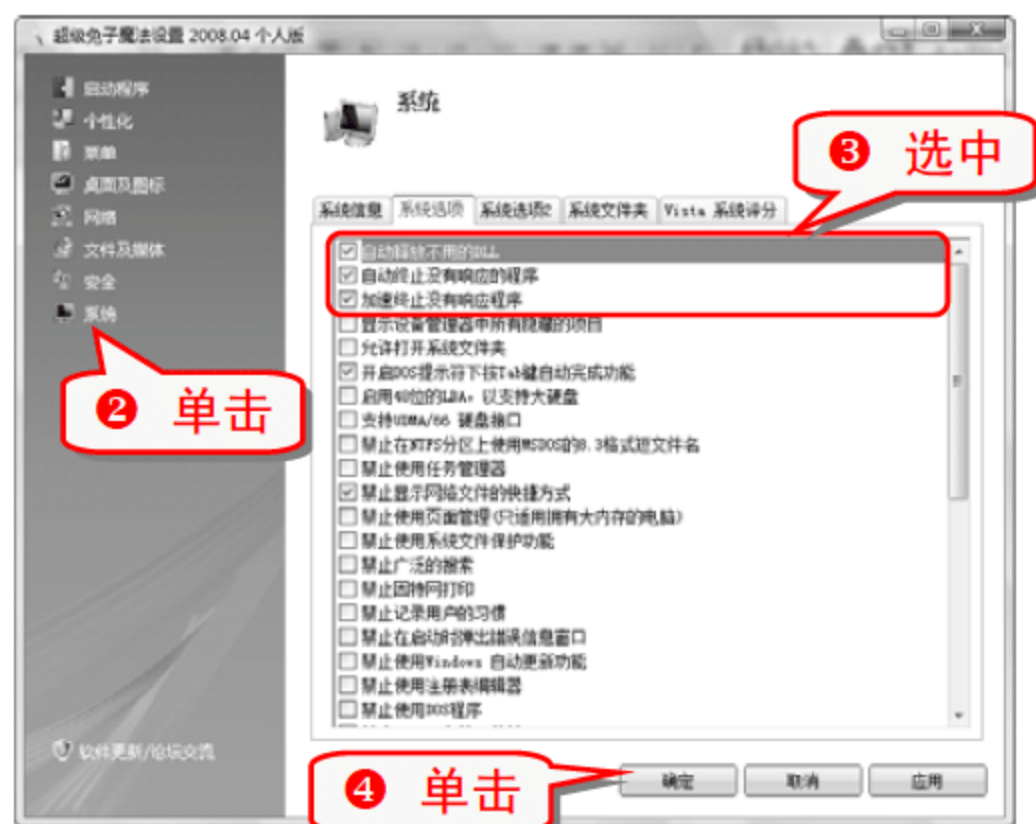 超级兔子魔法设置 2008.04 个人版
启动程序
个性化
菜单
桌面及图标
网络
文件及媒体
安全
系统
软件更新/论坛交流
系统
❸ 选中
系统信息 系统选项 系统选项2 系统文件夹 Vista 系统评分
自动释放不用的DLL
自动终止没有响应的程序
加速终止没有响应程序
显示设备管理器中所有隐藏的项目
允许打开系统文件夹
开启DOS提示符下按Tab键自动完成功能
启用48位的LBA，以支持大硬盘
支持UDMA/66 硬盘接口
禁止在NTFS分区上使用MSDOS的8.3格式短文件名
禁止使用任务管理器
禁止显示网络文件的快捷方式
禁止使用页面管理(只适用拥有大内存的电脑)
禁止使用系统文件保护功能
禁止广泛的搜索
禁止因特网打印
禁止记录用户的习惯
禁止在启动时弹出错误信息窗口
禁止使用Windows 自动更新功能
禁止使用注册表编辑器
禁止使用DOS程序
❷ 单击
❹ 单击
确定 取消 应用